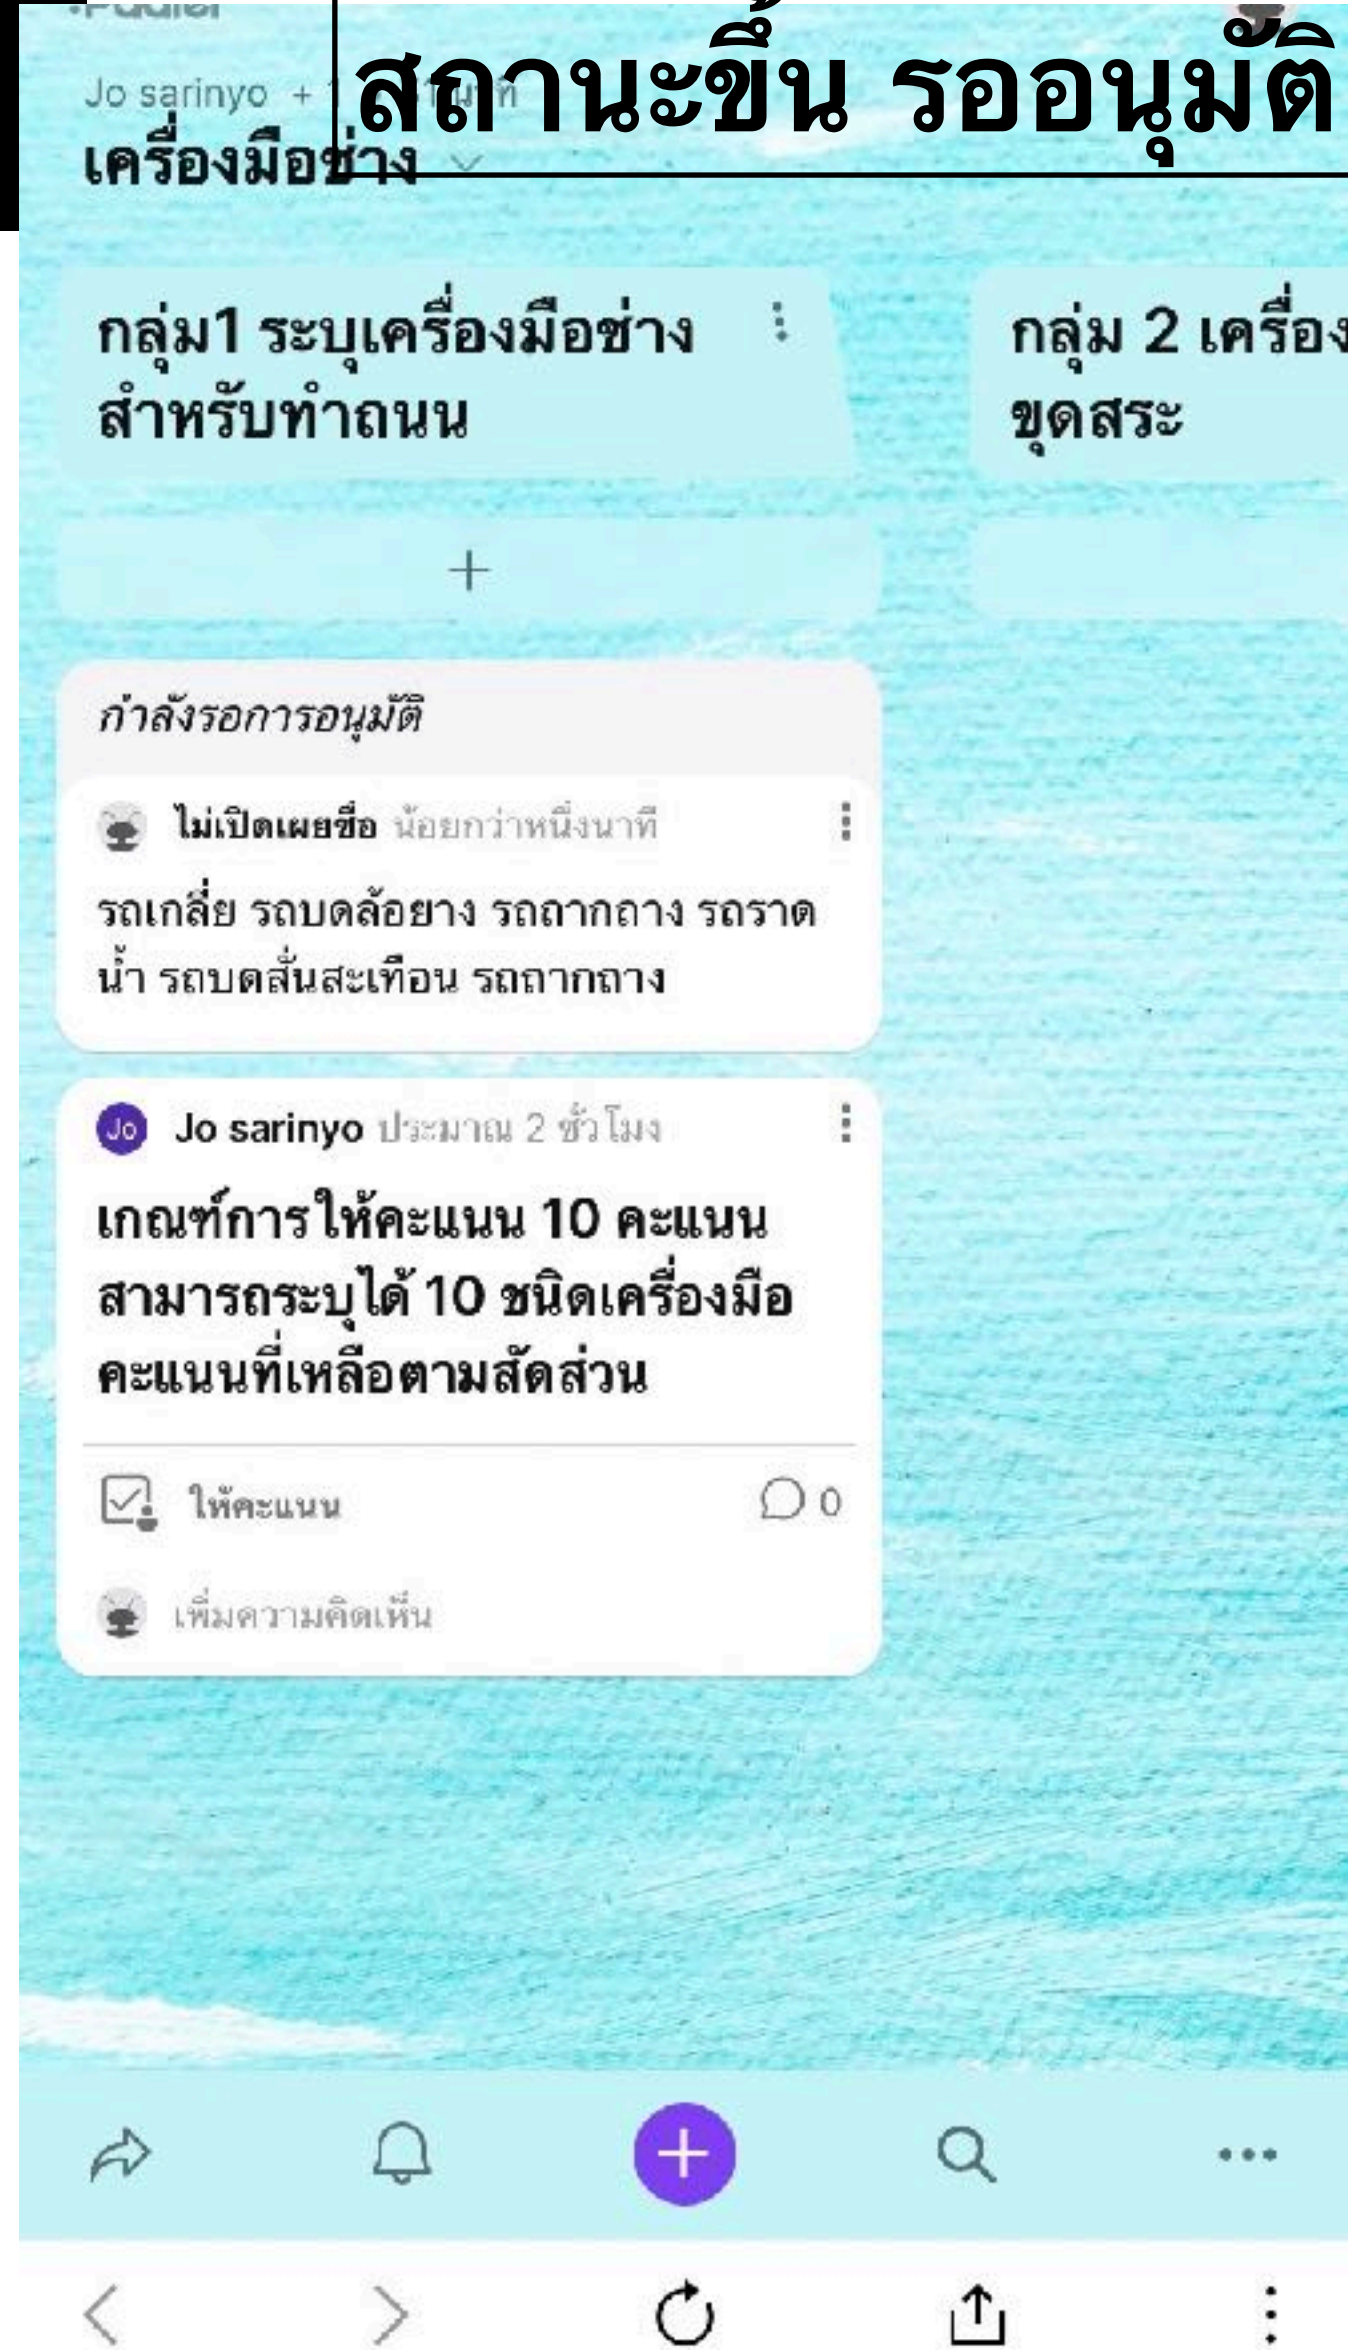 สถานะขึ้น รออนุมัติ
Jo sarinyo +
เครื่องมือช่าง
กลุ่ม1 ระบุเครื่องมือช่าง
สำหรับทำถนน
กลุ่ม 2 เครื่อง
ขุดสระ
กำลังรอการอนุมัติ
ไม่เปิดเผยชื่อ น้อยกว่าหนึ่งนาที
รถเกลี่ย รถบดล้อยาง รถถากถาง รถราด
น้ำ รถบดสั่นสะเทือน รถถากถาง
Jo Jo sarinyo ประมาณ 2 ชั่วโมง
เกณฑ์การให้คะแนน 10 คะแนน
สามารถระบุได้ 10 ชนิดเครื่องมือ
คะแนนที่เหลือตามสัดส่วน
ให้คะแนน 0
เพิ่มความคิดเห็น